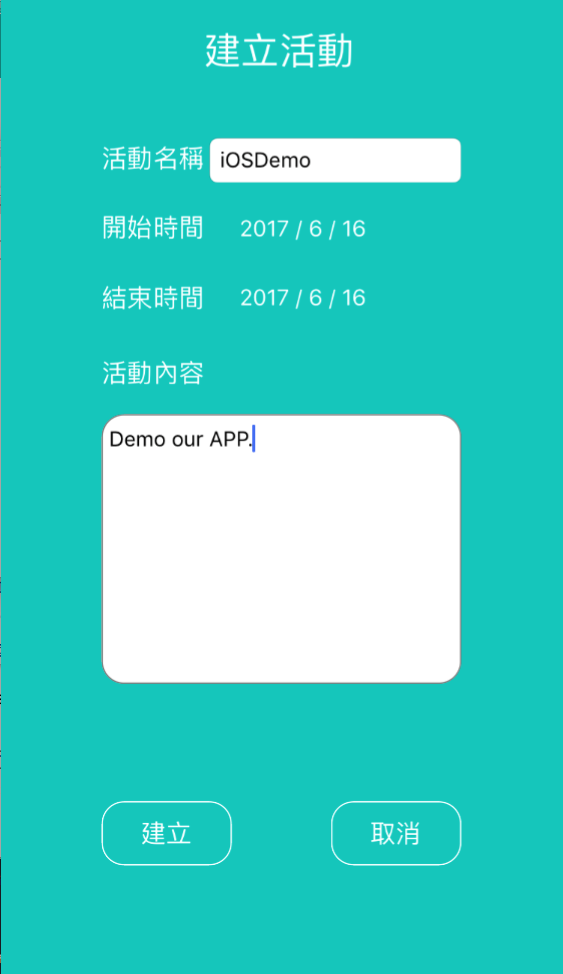 建立活動
活動名稱 iOSDemo
開始時間 2017 / 6 / 16
結束時間 2017 / 6 / 16
活動內容
Demo our APP.
建立 取消